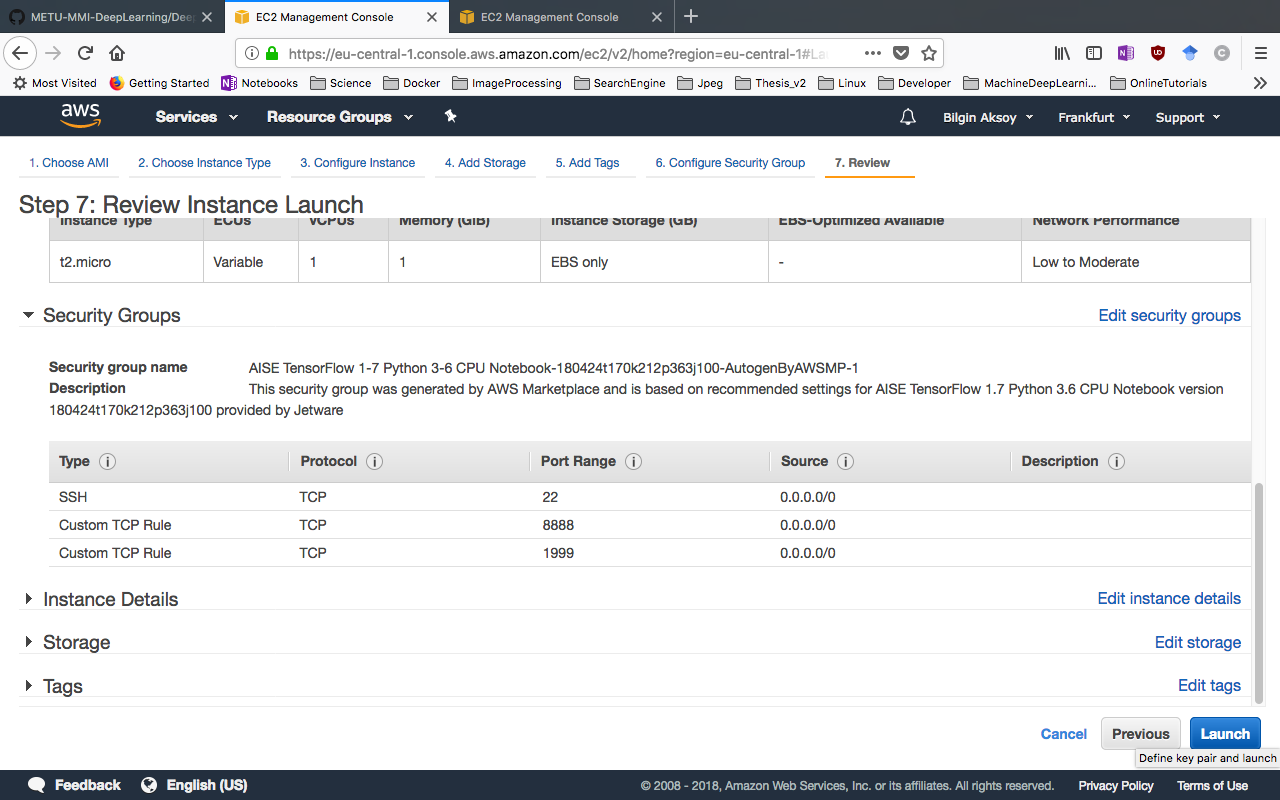 METU-MMI-DeepLearning/Dee
EC2 Management Console
EC2 Management Console
https://eu-central-1.console.aws.amazon.com/ec2/v2/home?region=eu-central-1#La
Most Visited Getting Started Notebooks Science Docker ImageProcessing SearchEngine Jpeg Thesis_v2 Linux Developer MachineDeepLearni... OnlineTutorials
aws Services Resource Groups Bilgin Aksoy Frankfurt Support
1. Choose AMI 2. Choose Instance Type 3. Configure Instance 4. Add Storage 5. Add Tags 6. Configure Security Group 7. Review
Step 7: Review Instance Launch
Instance Type ECUs vCPUs Memory (GiB) Instance Storage (GB) EBS-Optimized Available Network Performance
t2.micro Variable 1 1 EBS only - Low to Moderate
Security Groups Edit security groups
Security group name AISE TensorFlow 1-7 Python 3-6 CPU Notebook-180424t170k212p363j100-AutogenByAWSMP-1
Description This security group was generated by AWS Marketplace and is based on recommended settings for AISE TensorFlow 1.7 Python 3.6 CPU Notebook version
180424t170k212p363j100 provided by Jetware
Type i Protocol i Port Range i Source i Description i
SSH TCP 22 0.0.0.0/0
Custom TCP Rule TCP 8888 0.0.0.0/0
Custom TCP Rule TCP 1999 0.0.0.0/0
Instance Details Edit instance details
Storage Edit storage
Tags Edit tags
Cancel Previous Launch
Define key pair and launch
Feedback English (US) © 2008 - 2018, Amazon Web Services, Inc. or its affiliates. All rights reserved. Privacy Policy Terms of Use